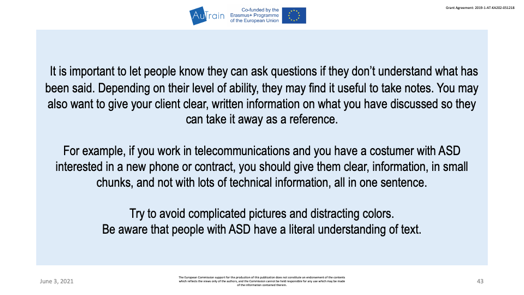 AuTrain
Co-funded by the
Erasmus+ Programme
of the European Union
Grant Agreement: 2019-1-AT-KA202-051218
It is important to let people know they can ask questions if they don't understand what has
been said. Depending on their level of ability, they may find it useful to take notes. You may
also want to give your client clear, written information on what you have discussed so they
can take it away as a reference.
For example, if you work in telecommunications and you have a costumer with ASD
interested in a new phone or contract, you should give them clear, information, in small
chunks, and not with lots of technical information, all in one sentence.
Try to avoid complicated pictures and distracting colors.
Be aware that people with ASD have a literal understanding of text.
June 3, 2021
The European Commission support for the production of this publication does not constitute an endorsement of the contents
which reflects the views only of the authors, and the Commission cannot be held responsible for any use which may be made
of the information contained therein.
43